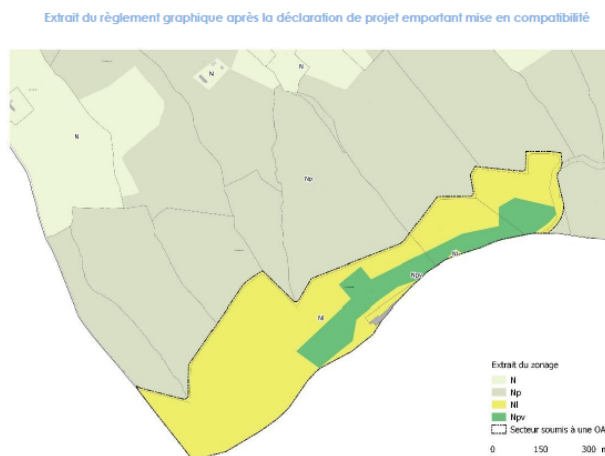 Extrait du règlement graphique après la déclaration de projet emportant mise en compatibilité
N
N
N
Np
Nl
Npv
Nl
Extrait du zonage
N
Np
Nl
Npv
Secteur soumis à une OA
0 150 300 m